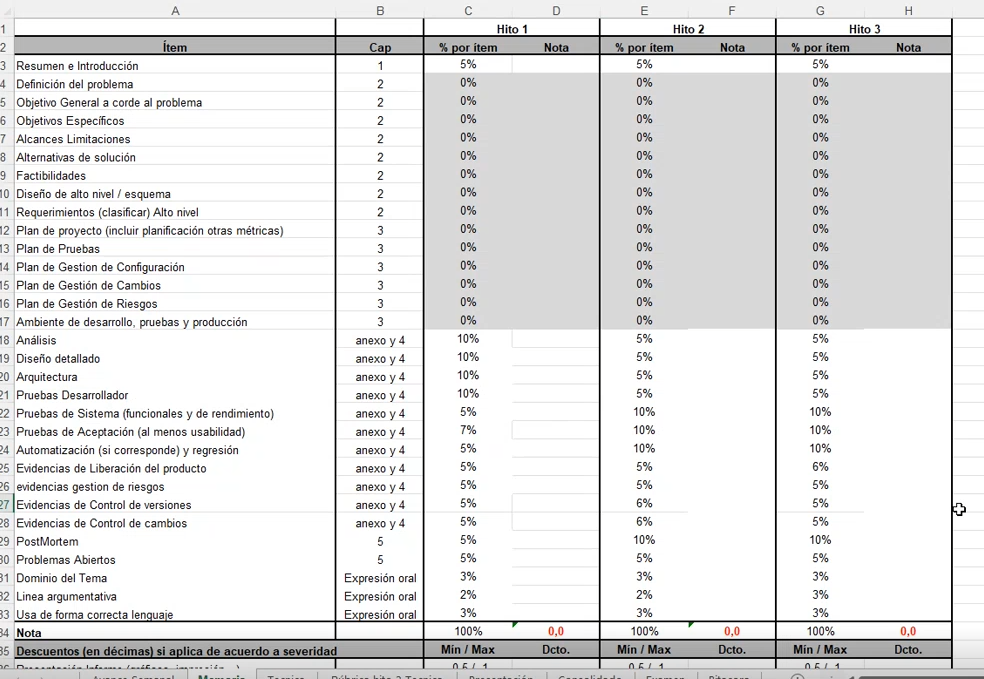 A B C D E F G H
1 Hito 1 Hito 2 Hito 3
2 Ítem Cap % por ítem Nota % por ítem Nota % por ítem Nota
3 Resumen e Introducción 1 5% 5% 5%
4 Definición del problema 2 0% 0% 0%
5 Objetivo General a corde al problema 2 0% 0% 0%
6 Objetivos Específicos 2 0% 0% 0%
7 Alcances Limitaciones 2 0% 0% 0%
8 Alternativas de solución 2 0% 0% 0%
9 Factibilidades 2 0% 0% 0%
10 Diseño de alto nivel / esquema 2 0% 0% 0%
11 Requerimientos (clasificar) Alto nivel 2 0% 0% 0%
12 Plan de proyecto (incluir planificación otras métricas) 3 0% 0% 0%
13 Plan de Pruebas 3 0% 0% 0%
14 Plan de Gestion de Configuración 3 0% 0% 0%
15 Plan de Gestión de Cambios 3 0% 0% 0%
16 Plan de Gestión de Riesgos 3 0% 0% 0%
17 Ambiente de desarrollo, pruebas y producción 3 0% 0% 0%
18 Análisis anexo y 4 10% 5% 5%
19 Diseño detallado anexo y 4 10% 5% 5%
20 Arquitectura anexo y 4 10% 5% 5%
21 Pruebas Desarrollador anexo y 4 10% 5% 5%
22 Pruebas de Sistema (funcionales y de rendimiento) anexo y 4 5% 10% 10%
23 Pruebas de Aceptación (al menos usabilidad) anexo y 4 7% 10% 10%
24 Automatización (si corresponde) y regresión anexo y 4 5% 10% 10%
25 Evidencias de Liberación del producto anexo y 4 5% 5% 6%
26 evidencias gestion de riesgos anexo y 4 5% 5% 5%
27 Evidencias de Control de versiones anexo y 4 5% 6% 5%
28 Evidencias de Control de cambios anexo y 4 5% 6% 5%
29 PostMortem 5 5% 10% 10%
30 Problemas Abiertos 5 5% 5% 5%
31 Dominio del Tema Expresión oral 3% 3% 3%
32 Linea argumentativa Expresión oral 2% 2% 3%
33 Usa de forma correcta lenguaje Expresión oral 3% 3% 3%
34 Nota 100% 0,0 100% 0,0 100% 0,0
35 Descuentos (en décimas) si aplica de acuerdo a severidad Mín / Max Dcto. Mín / Max Dcto. Mín / Max Dcto.